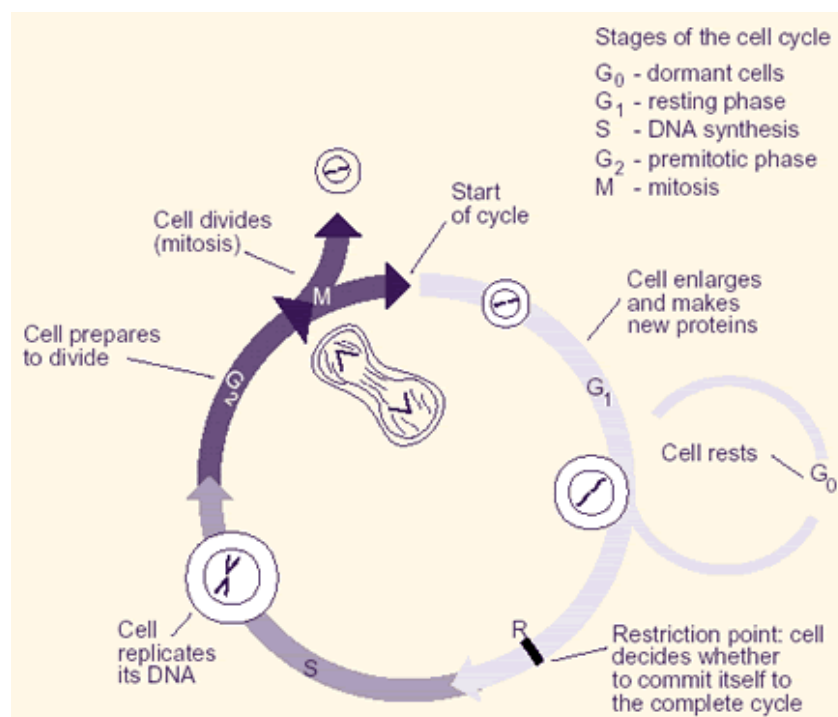 Stages of the cell cycle
G0 - dormant cells
G1 - resting phase
S - DNA synthesis
G2 - premitotic phase
M - mitosis
Start
of cycle
Cell divides
(mitosis)
M
Cell enlarges
and makes
new proteins
Cell prepares
to divide
G2
G1
Cell rests
G0
R
Restriction point: cell
decides whether
to commit itself to
the complete cycle
Cell
replicates
its DNA
S